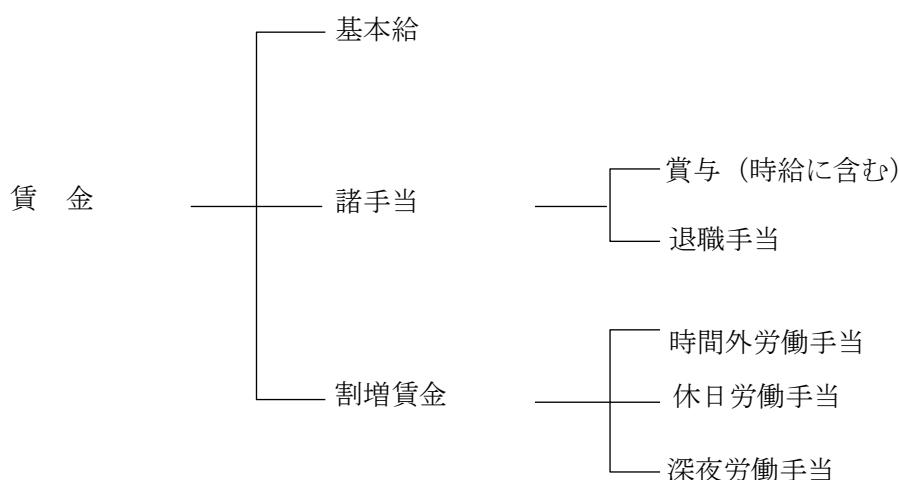 基本給
賃　金
諸手当
賞与（時給に含む）
退職手当
割増賃金
時間外労働手当
休日労働手当
深夜労働手当